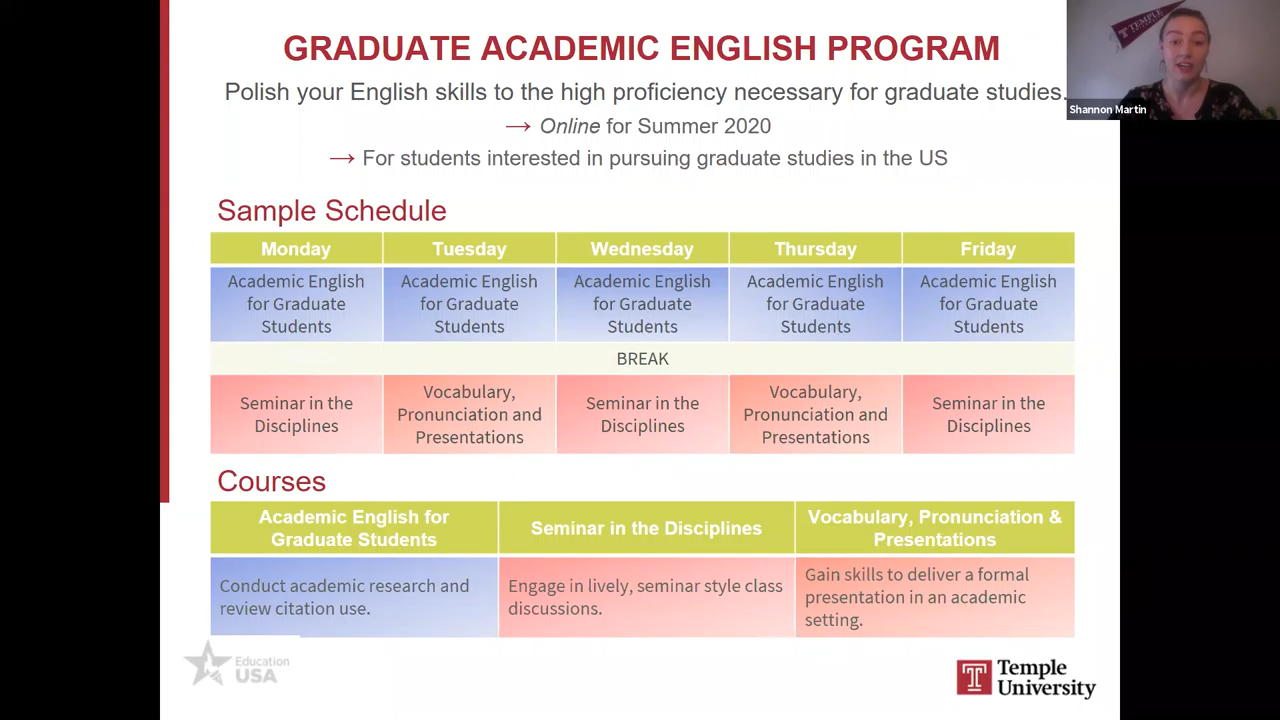 GRADUATE ACADEMIC ENGLISH PROGRAM
Polish your English skills to the high proficiency necessary for graduate studies.
→ Online for Summer 2020
→ For students interested in pursuing graduate studies in the US
TEMPLE
Shannon Martin
Sample Schedule
Monday Tuesday Wednesday Thursday Friday
Academic English Academic English Academic English Academic English Academic English
for Graduate for Graduate for Graduate for Graduate for Graduate
Students Students Students Students Students
BREAK
Seminar in the
Disciplines
Vocabulary,
Pronunciation and
Presentations
Seminar in the
Disciplines
Vocabulary,
Pronunciation and
Presentations
Seminar in the
Disciplines
Courses
Academic English for
Graduate Students
Seminar in the Disciplines
Vocabulary, Pronunciation &
Presentations
Conduct academic research and
review citation use.
Engage in lively, seminar style class
discussions.
Gain skills to deliver a formal
presentation in an academic
setting.
Education
USA
T
Temple
University